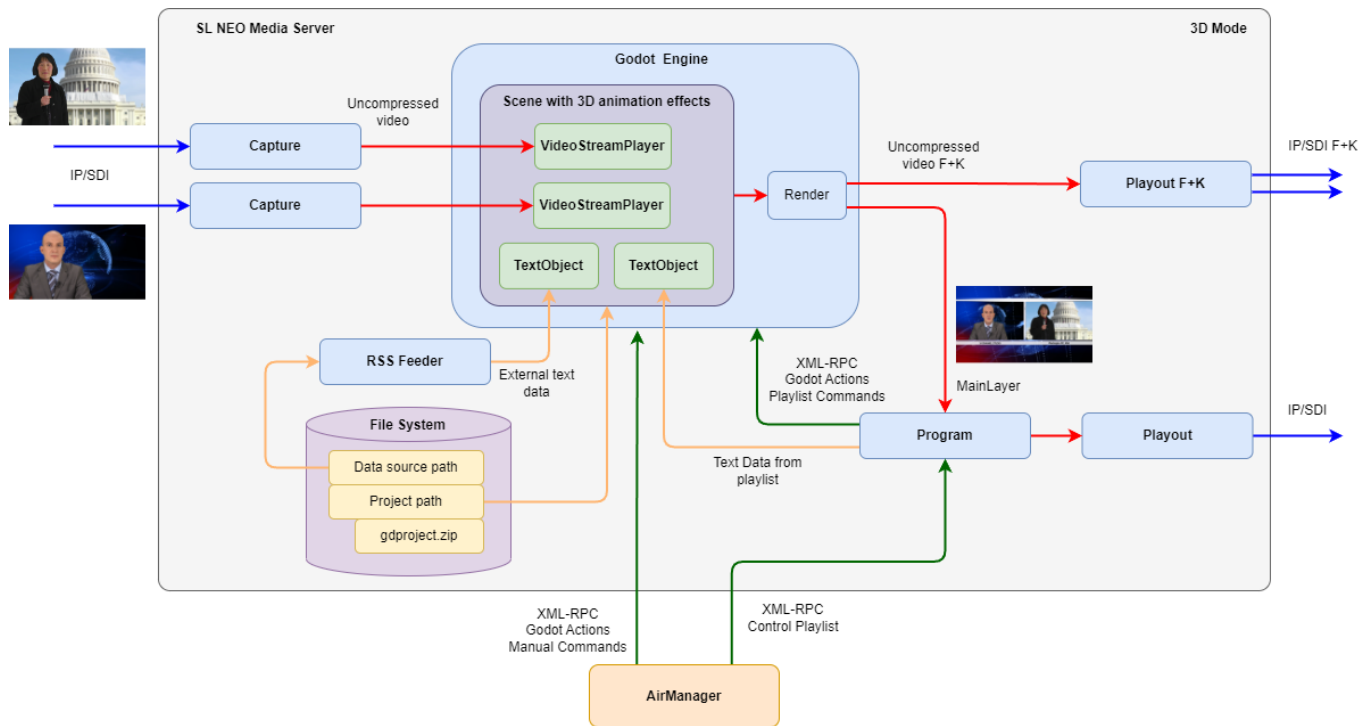 SL NEO Media Server
3D Mode
Godot Engine
Scene with 3D animation effects
Uncompressed
video
Capture
VideoStreamPlayer
Uncompressed
video F+K
IP/SDI F+K
IP/SDI
Capture
VideoStreamPlayer
Render
Playout F+K
TextObject
TextObject
RSS Feeder
External text
data
XML-RPC
Godot Actions
Playlist Commands
MainLayer
File System
Data source path
Project path
gdproject.zip
Text Data from
playlist
Program
Playout
IP/SDI
XML-RPC
Godot Actions
Manual Commands
XML-RPC
Control Playlist
AirManager